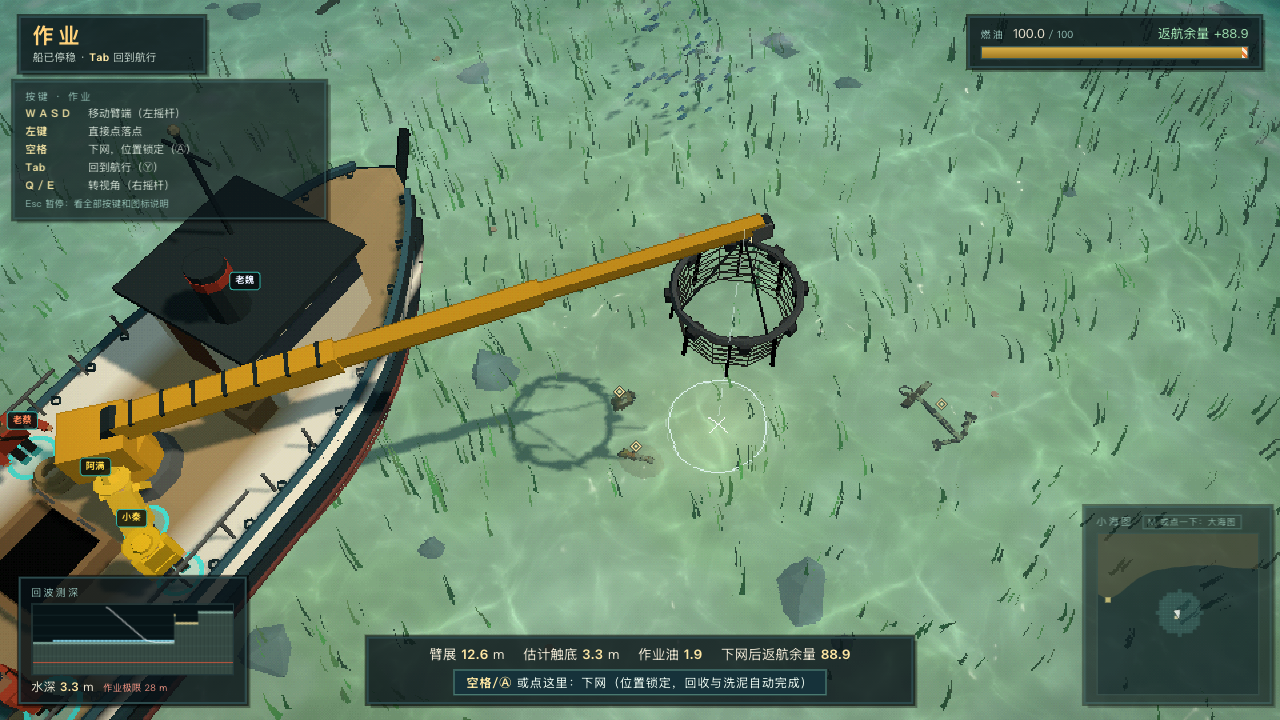 作业
船已停稳 · Tab 回到航行
燃油 100.0 / 100 返航余量 +88.9
按键 · 作业
WASD 移动臂端（左摇杆）
左键 直接点落点
空格 下网，位置锁定（Ⓐ）
Tab 回到航行（Ⓨ）
Q / E 转视角（右摇杆）
Esc 暂停：看全部按键和图标说明
老魏
老蔡
阿满
小秦
小海图 M 或点一下：大海图
回波测深
水深 3.3 m 作业极限 28 m
臂展 12.6 m 估计触底 3.3 m 作业油 1.9 下网后返航余量 88.9
空格/Ⓐ 或点这里：下网（位置锁定，回收与洗泥自动完成）